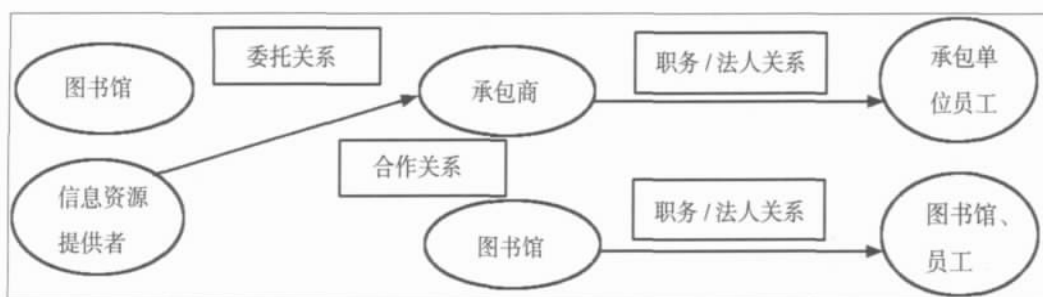 委托关系
职务/法人关系
图书馆
承包商
承包单
位员工
合作关系
信息资源
提供者
职务/法人关系
图书馆
图书馆、
员工